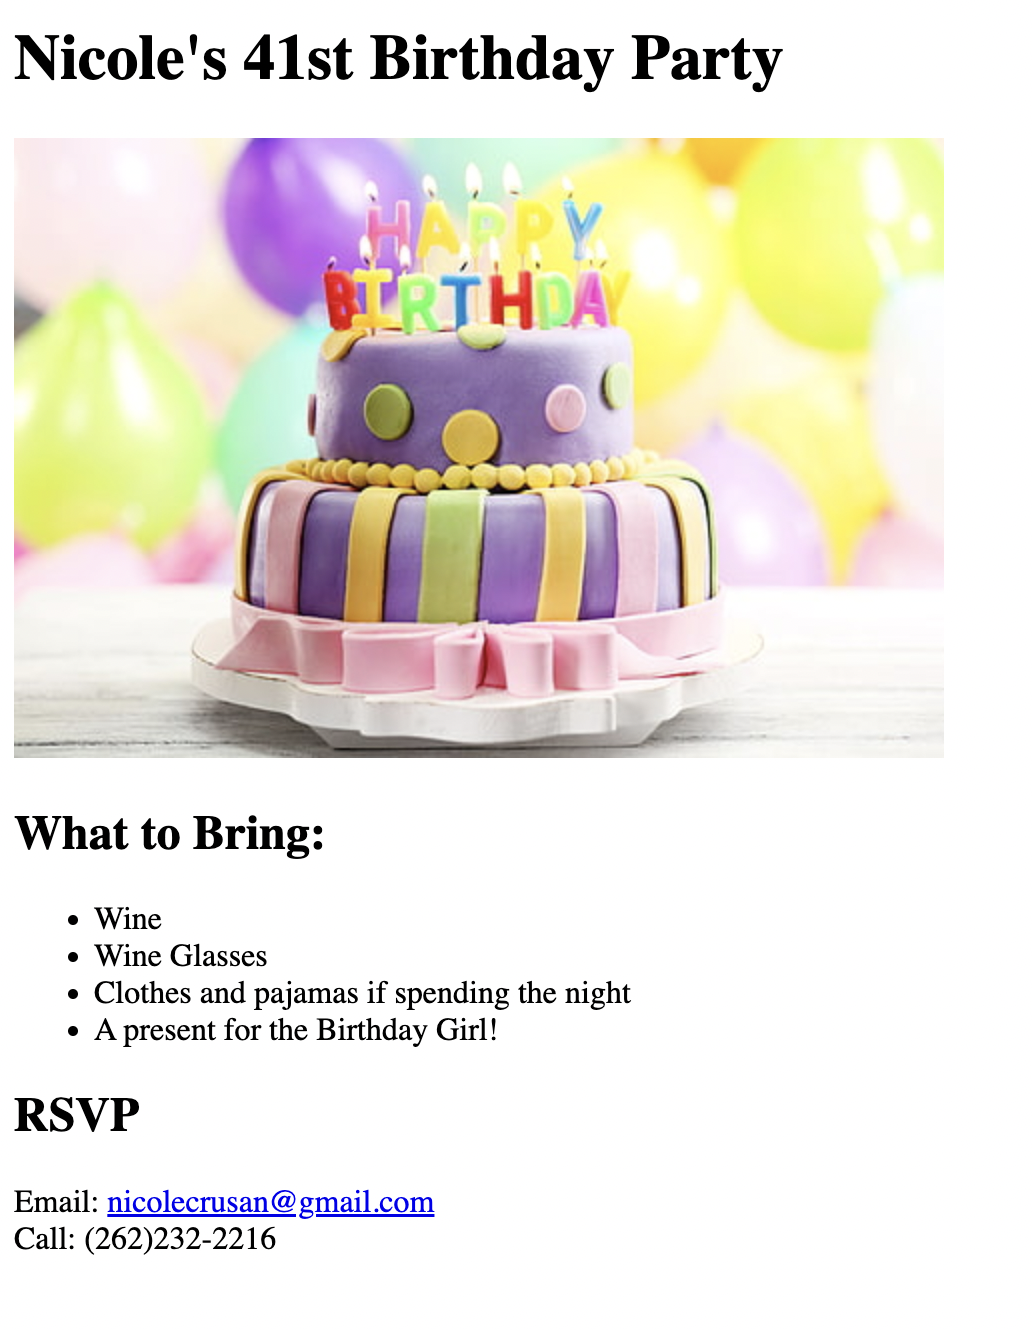 Nicole's 41st Birthday Party
HAPPY
BIRTHDAY
What to Bring:
Wine
Wine Glasses
Clothes and pajamas if spending the night
A present for the Birthday Girl!
RSVP
Email: nicolecrusan@gmail.com
Call: (262)232-2216